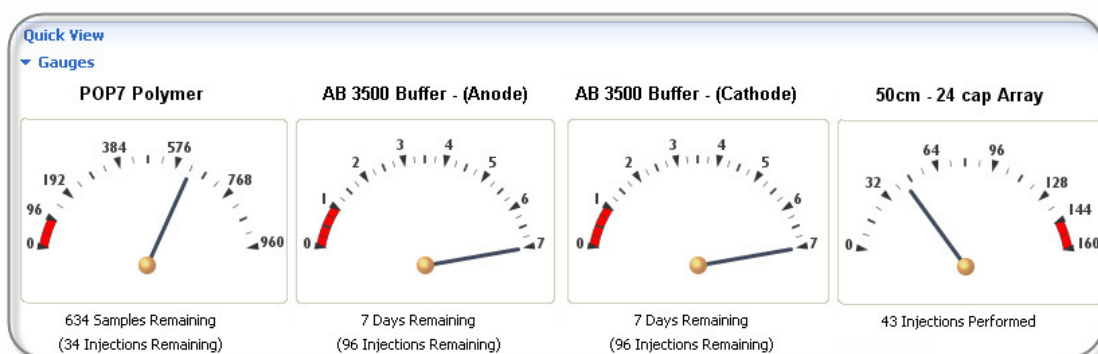 Quick View
Gauges
POP7 Polymer
0 96 192 384 576 768 960
634 Samples Remaining
(34 Injections Remaining)
AB 3500 Buffer - (Anode)
0 1 2 3 4 5 6 7
7 Days Remaining
(96 Injections Remaining)
AB 3500 Buffer - (Cathode)
0 1 2 3 4 5 6 7
7 Days Remaining
(96 Injections Remaining)
50cm - 24 cap Array
0 32 64 96 128 144 160
43 Injections Performed